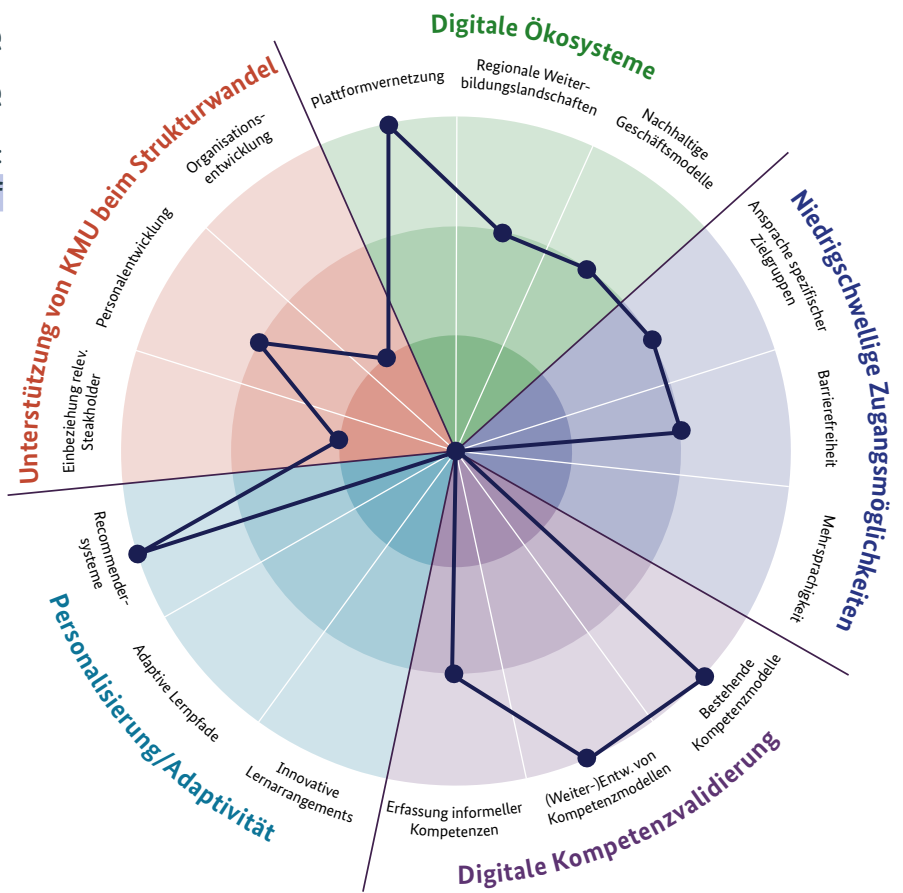 Digitale Ökosysteme
Plattformvernetzung
Regionale Weiter-
bildungslandschaften
Nachhaltige
Geschäftsmodelle
Niedrigschwellige Zugangsmöglichkeiten
Ansprache spezifischer
Zielgruppen
Barrierefreiheit
Mehrsprachigkeit
Digitale Kompetenzvalidierung
Bestehende
Kompetenzmodelle
(Weiter-)Entw. von
Kompetenzmodellen
Erfassung informeller
Kompetenzen
Personalisierung/Adaptivität
Innovative
Lernarrangements
Adaptive Lernpfade
Recommender-
systeme
Unterstützung von KMU beim Strukturwandel
Einbeziehung relev.
Steakholder
Personalentwicklung
Organisations-
entwicklung